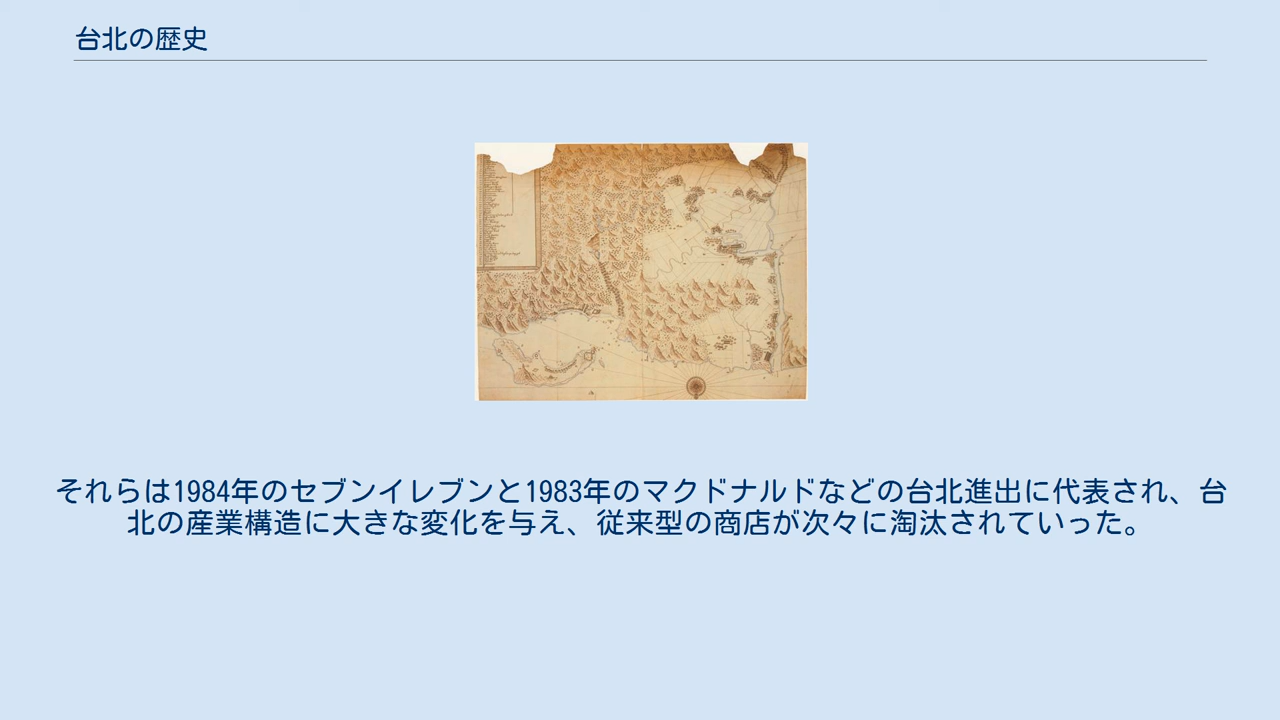 台北の歴史
それらは1984年のセブンイレブンと1983年のマクドナルドなどの台北進出に代表され、台
北の産業構造に大きな変化を与え、従来型の商店が次々に淘汰されていった。